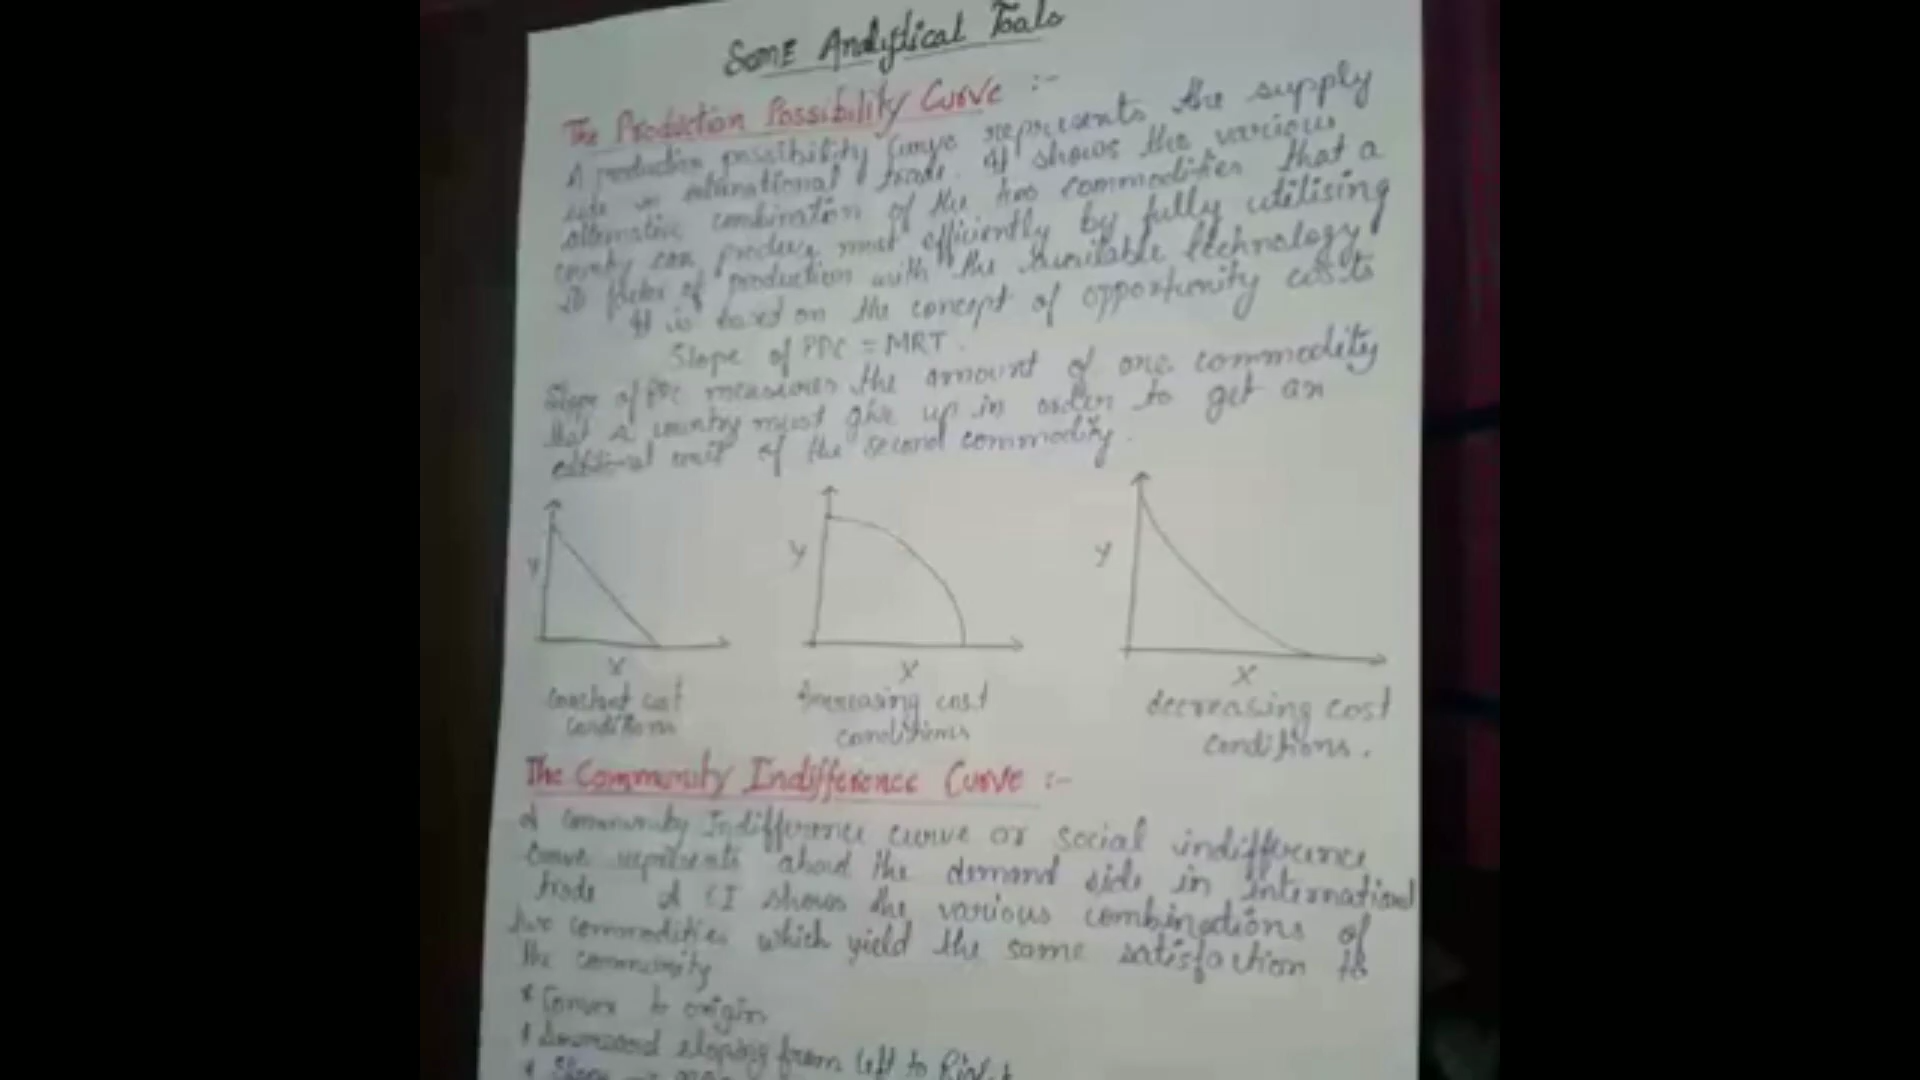 Some Analytical Tools
The Production Possibility Curve :-
A production possibility curve represents the supply
side in international trade. It shows the various
alternative combination of the two commodities that a
country can produce most efficiently by fully utilising
its factor of production with the available technology
It is based on the concept of opportunity costs
Slope of PPC = MRT.
Slope of PPC measures the amount of one commodity
that a country must give up in order to get an
additional unit of the second commodity.
Y
Y
Y
X
X
X
constant cost
conditions
Increasing cost
conditions
decreasing cost
conditions.
The Community Indifference Curve :-
A community Indifference curve or social indifference
curve represents about the demand side in International
trade A CI shows the various combinations of
two commodities which yield the same satisfaction to
the community
* Convex to origin
* Downward sloping from left to Right
* Slope